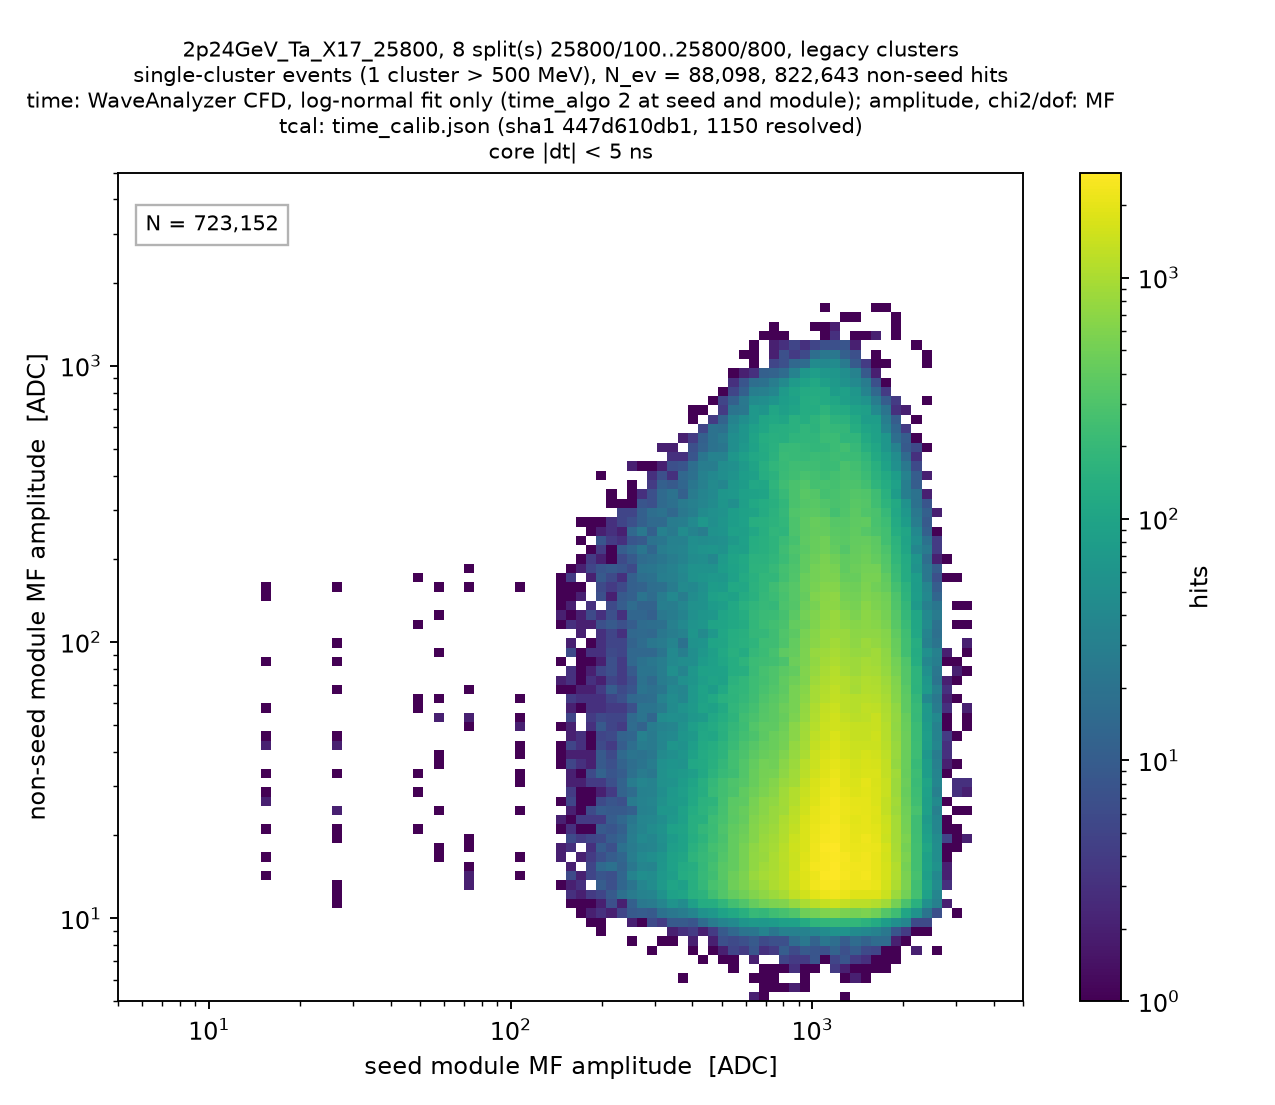 2p24GeV_Ta_X17_25800, 8 split(s) 25800/100..25800/800, legacy clusters
single-cluster events (1 cluster > 500 MeV), N_ev = 88,098, 822,643 non-seed hits
time: WaveAnalyzer CFD, log-normal fit only (time_algo 2 at seed and module); amplitude, chi2/dof: MF
tcal: time_calib.json (sha1 447d610db1, 1150 resolved)
core |dt| < 5 ns
N = 723,152
non-seed module MF amplitude [ADC]
10³
10²
10¹
10¹
10²
10³
seed module MF amplitude [ADC]
10³
10²
10¹
10⁰
hits